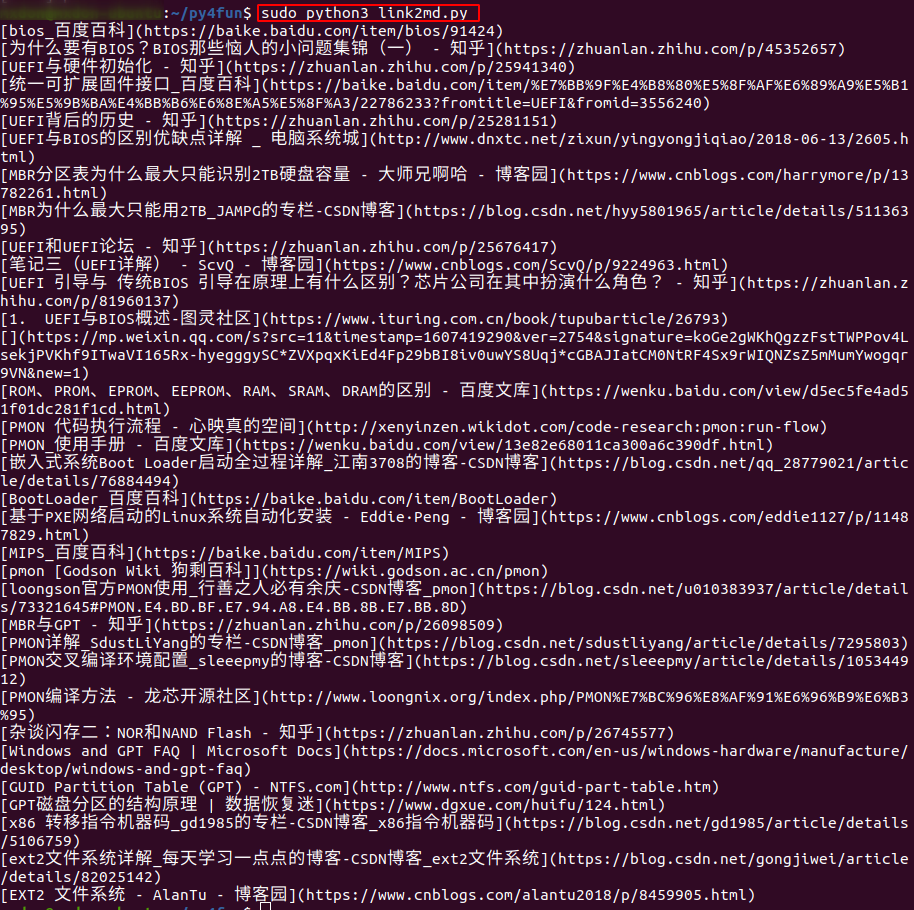 :~/py4fun$ sudo python3 link2md.py
[bios_百度百科](https://baike.baidu.com/item/bios/91424)
[为什么要有BIOS？BIOS那些恼人的小问题集锦（一） - 知乎](https://zhuanlan.zhihu.com/p/45352657)
[UEFI与硬件初始化 - 知乎](https://zhuanlan.zhihu.com/p/25941340)
[统一可扩展固件接口_百度百科](https://baike.baidu.com/item/%E7%BB%9F%E4%B8%80%E5%8F%AF%E6%89%A9%E5%B1
%95%E5%9B%BA%E4%BB%B6%E6%8E%A5%E5%8F%A3/22786233?fromtitle=UEFI&fromid=3556240)
[UEFI背后的历史 - 知乎](https://zhuanlan.zhihu.com/p/25281151)
[UEFI与BIOS的区别优缺点详解 _ 电脑系统城](http://www.dnxtc.net/zixun/yingyongjiqiao/2018-06-13/2605.h
tml)
[MBR分区表为什么最大只能识别2TB硬盘容量 - 大师兄啊哈 - 博客园](https://www.cnblogs.com/harrymore/p/13
782261.html)
[MBR为什么最大只能用2TB_JAMPG的专栏-CSDN博客](https://blog.csdn.net/hyy5801965/article/details/511363
95)
[UEFI和UEFI论坛 - 知乎](https://zhuanlan.zhihu.com/p/25676417)
[笔记三（UEFI详解） - ScvQ - 博客园](https://www.cnblogs.com/ScvQ/p/9224963.html)
[UEFI 引导与 传统BIOS 引导在原理上有什么区别？芯片公司在其中扮演什么角色？ - 知乎](https://zhuanlan.z
hihu.com/p/81960137)
[1.  UEFI与BIOS概述-图灵社区](https://www.ituring.com.cn/book/tupubarticle/26793)
[](https://mp.weixin.qq.com/s?src=11&timestamp=1607419290&ver=2754&signature=koGe2gWKhQgzzFstTWPPov4L
sekjPVKhf9ITwaVI165Rx-hyegggySC*ZVXpqxKiEd4Fp29bBI8iv0uwYS8Uqj*cGBAJIatCM0NtRF4Sx9rWIQNZsZ5mMumYwogqr
9VN&new=1)
[ROM、PROM、EPROM、EEPROM、RAM、SRAM、DRAM的区别 - 百度文库](https://wenku.baidu.com/view/d5ec5fe4ad5
1f01dc281f1cd.html)
[PMON 代码执行流程 - 心映真的空间](http://xenyinzen.wikidot.com/code-research:pmon:run-flow)
[PMON_使用手册 - 百度文库](https://wenku.baidu.com/view/13e82e68011ca300a6c390df.html)
[嵌入式系统Boot Loader启动全过程详解_江南3708的博客-CSDN博客](https://blog.csdn.net/qq_28779021/artic
le/details/76884494)
[BootLoader_百度百科](https://baike.baidu.com/item/BootLoader)
[基于PXE网络启动的Linux系统自动化安装 - Eddie·Peng - 博客园](https://www.cnblogs.com/eddie1127/p/1148
7829.html)
[MIPS_百度百科](https://baike.baidu.com/item/MIPS)
[pmon [Godson Wiki 狗剩百科]](https://wiki.godson.ac.cn/pmon)
[loongson官方PMON使用_行善之人必有余庆-CSDN博客_pmon](https://blog.csdn.net/u010383937/article/detail
s/73321645#PMON.E4.BD.BF.E7.94.A8.E4.BB.8B.E7.BB.8D)
[MBR与GPT - 知乎](https://zhuanlan.zhihu.com/p/26098509)
[PMON详解_SdustLiYang的专栏-CSDN博客_pmon](https://blog.csdn.net/sdustliyang/article/details/7295803)
[PMON交叉编译环境配置_sleeepmy的博客-CSDN博客](https://blog.csdn.net/sleeepmy/article/details/1053449
12)
[PMON编译方法 - 龙芯开源社区](http://www.loongnix.org/index.php/PMON%E7%BC%96%E8%AF%91%E6%96%B9%E6%B3
%95)
[杂谈闪存二：NOR和NAND Flash - 知乎](https://zhuanlan.zhihu.com/p/26745577)
[Windows and GPT FAQ | Microsoft Docs](https://docs.microsoft.com/en-us/windows-hardware/manufacture/
desktop/windows-and-gpt-faq)
[GUID Partition Table (GPT) - NTFS.com](http://www.ntfs.com/guid-part-table.htm)
[GPT磁盘分区的结构原理 | 数据恢复迷](https://www.dgxue.com/huifu/124.html)
[x86 转移指令机器码_gd1985的专栏-CSDN博客_x86指令机器码](https://blog.csdn.net/gd1985/article/details
/5106759)
[ext2文件系统详解_每天学习一点点的博客-CSDN博客_ext2文件系统](https://blog.csdn.net/gongjiwei/article
/details/82025142)
[EXT2 文件系统 - AlanTu - 博客园](https://www.cnblogs.com/alantu2018/p/8459905.html)